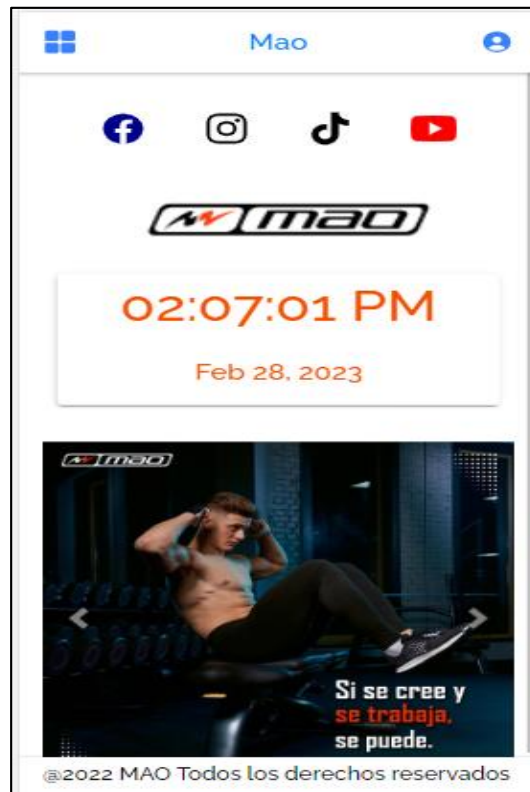 Mao
mao
02:07:01 PM
Feb 28, 2023
mao
Si se cree y
se trabaja,
se puede.
@2022 MAO Todos los derechos reservados